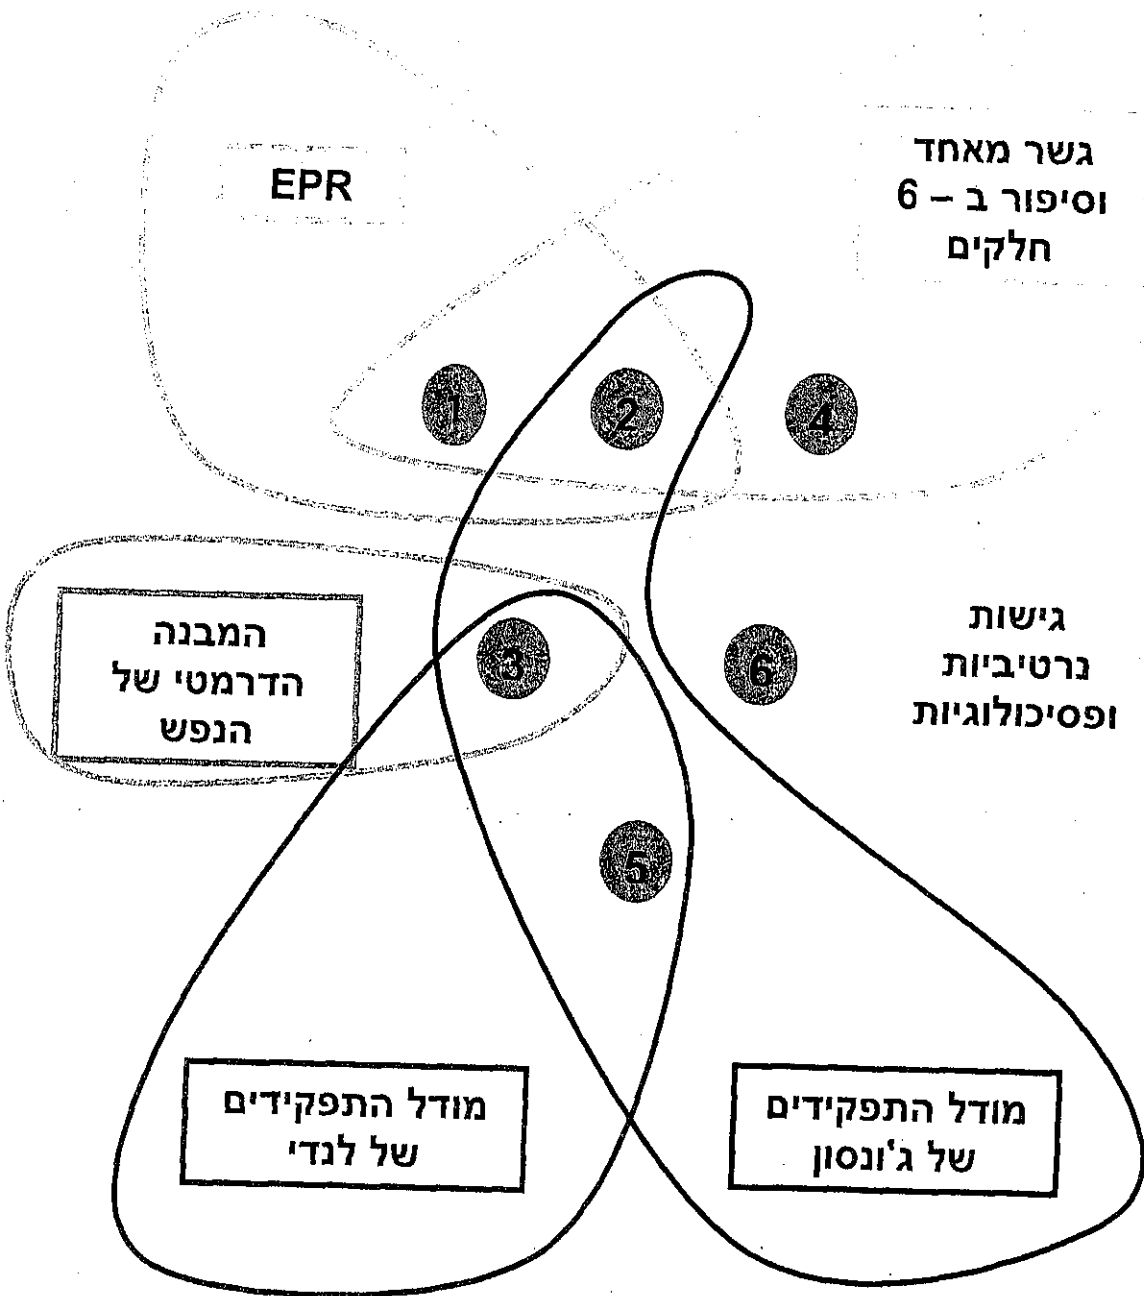 EPR
גשר מאחד
וסיפור ב – 6
חלקים
1
2
4
המבנה
הדרמטי של
הנפש
3
6
גישות
נרטיביות
ופסיכולוגיות
5
מודל התפקידים
של לנדי
מודל התפקידים
של ג'ונסון